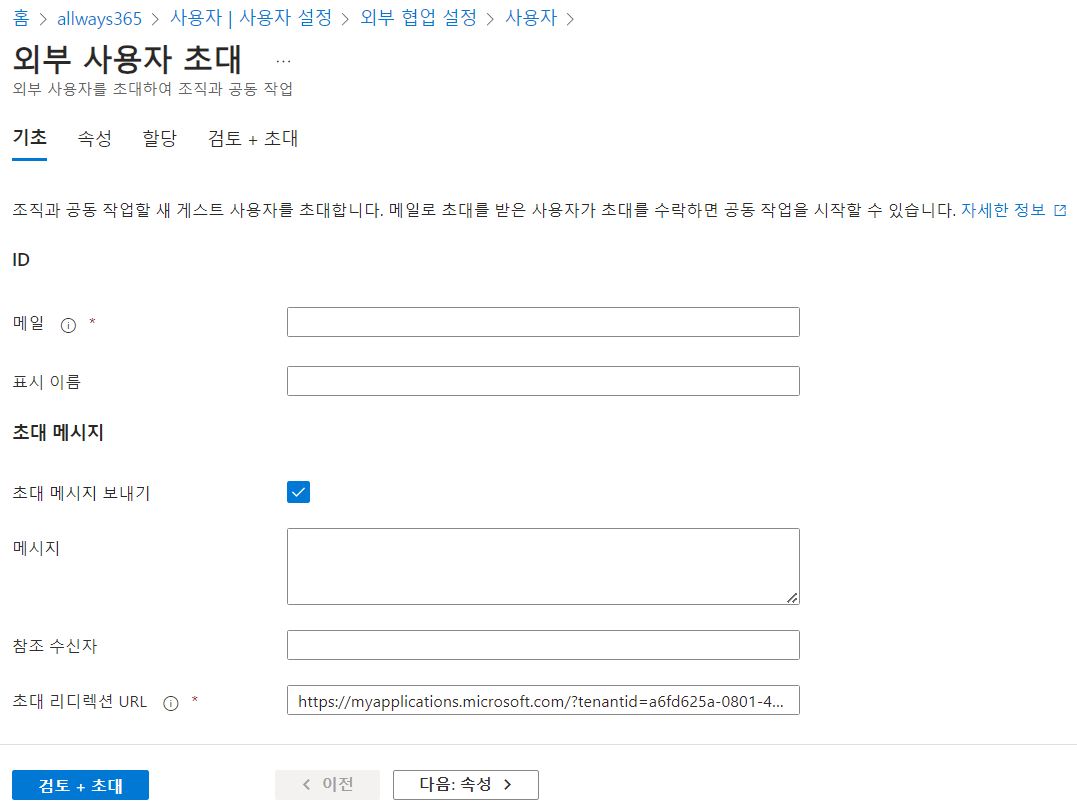 홈 > allways365 > 사용자 | 사용자 설정 > 외부 협업 설정 > 사용자 >
외부 사용자 초대 ...
외부 사용자를 초대하여 조직과 공동 작업
기초 속성 할당 검토 + 초대
조직과 공동 작업할 새 게스트 사용자를 초대합니다. 메일로 초대를 받은 사용자가 초대를 수락하면 공동 작업을 시작할 수 있습니다. 자세한 정보
ID
메일 *
표시 이름
초대 메시지
초대 메시지 보내기
메시지
참조 수신자
초대 리디렉션 URL * https://myapplications.microsoft.com/?tenantid=a6fd625a-0801-4...
검토 + 초대 < 이전 다음: 속성 >